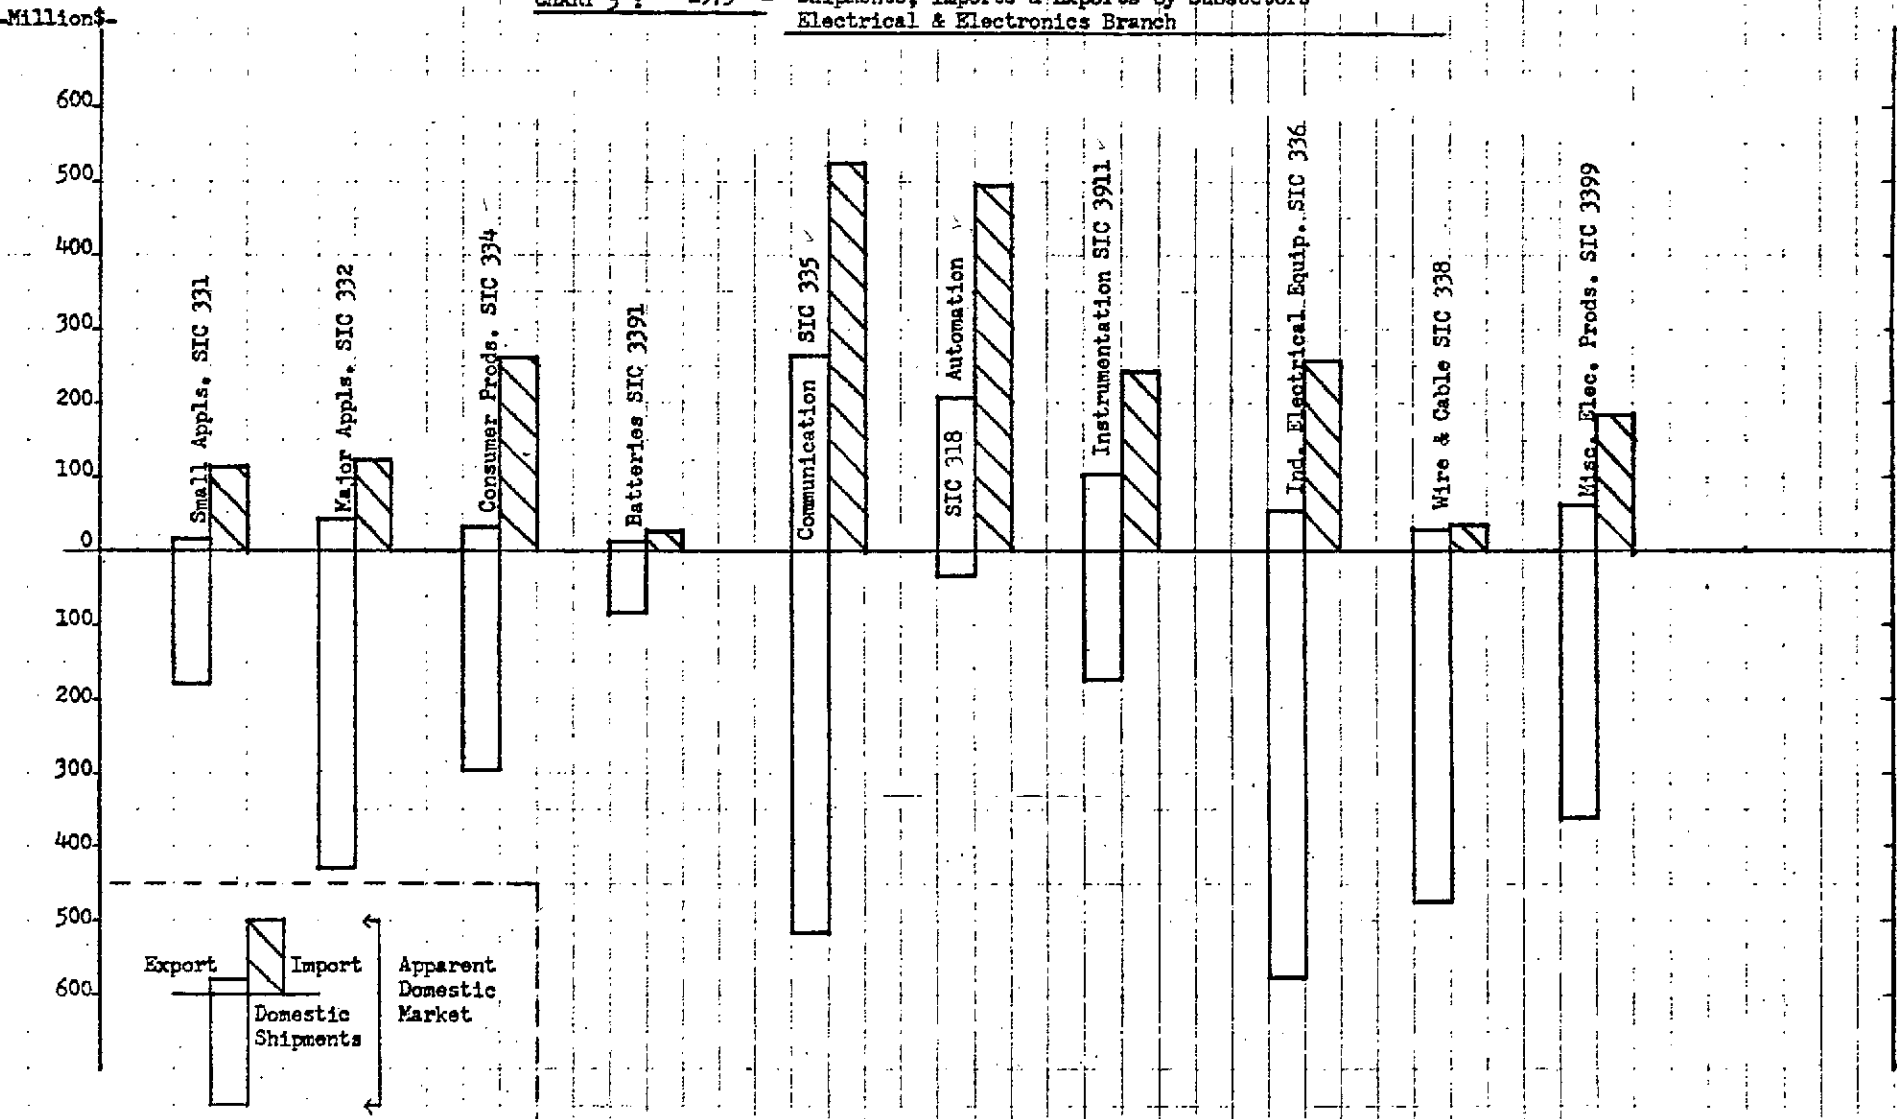 -Million$-
Electrical & Electronics Branch
600
500
400
300
200
100
0
100
200
300
400
500
600
Small Appls. SIC 331
Major Appls. SIC 332
Consumer Prods. SIC 334
Batteries SIC 3391
Communication SIC 335
SIC 318 Automation
Instrumentation SIC 3911
Ind. Electrical Equip. SIC 336
Wire & Cable SIC 338
Misc. Elec. Prods. SIC 3399
Export
Import
Domestic
Shipments
Apparent
Domestic
Market